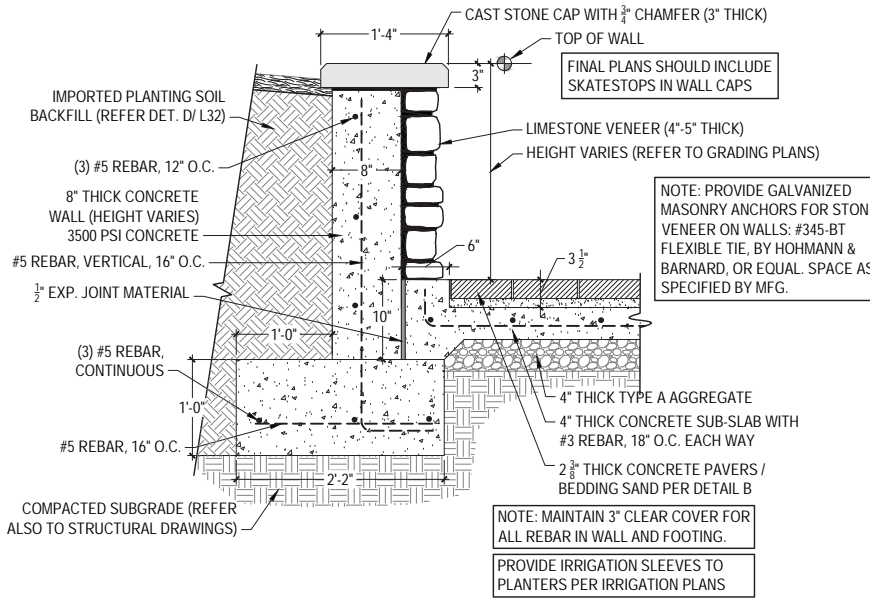 CAST STONE CAP WITH 3/4" CHAMFER (3" THICK)
1'-4"
TOP OF WALL
3"
FINAL PLANS SHOULD INCLUDE
SKATESTOPS IN WALL CAPS
IMPORTED PLANTING SOIL
BACKFILL (REFER DET. D/ L32)
LIMESTONE VENEER (4"-5" THICK)
HEIGHT VARIES (REFER TO GRADING PLANS)
(3) #5 REBAR, 12" O.C.
8"
8" THICK CONCRETE
WALL (HEIGHT VARIES)
3500 PSI CONCRETE
NOTE: PROVIDE GALVANIZED
MASONRY ANCHORS FOR STON
VENEER ON WALLS: #345-BT
FLEXIBLE TIE, BY HOHMANN &
BARNARD, OR EQUAL. SPACE AS
SPECIFIED BY MFG.
6"
3 1/2"
#5 REBAR, VERTICAL, 16" O.C.
1/2" EXP. JOINT MATERIAL
10"
1'-0"
(3) #5 REBAR,
CONTINUOUS
1'-0"
#5 REBAR, 16" O.C.
4" THICK TYPE A AGGREGATE
4" THICK CONCRETE SUB-SLAB WITH
#3 REBAR, 18" O.C. EACH WAY
2 3/8" THICK CONCRETE PAVERS /
BEDDING SAND PER DETAIL B
2'-2"
COMPACTED SUBGRADE (REFER
ALSO TO STRUCTURAL DRAWINGS)
NOTE: MAINTAIN 3" CLEAR COVER FOR
ALL REBAR IN WALL AND FOOTING.
PROVIDE IRRIGATION SLEEVES TO
PLANTERS PER IRRIGATION PLANS